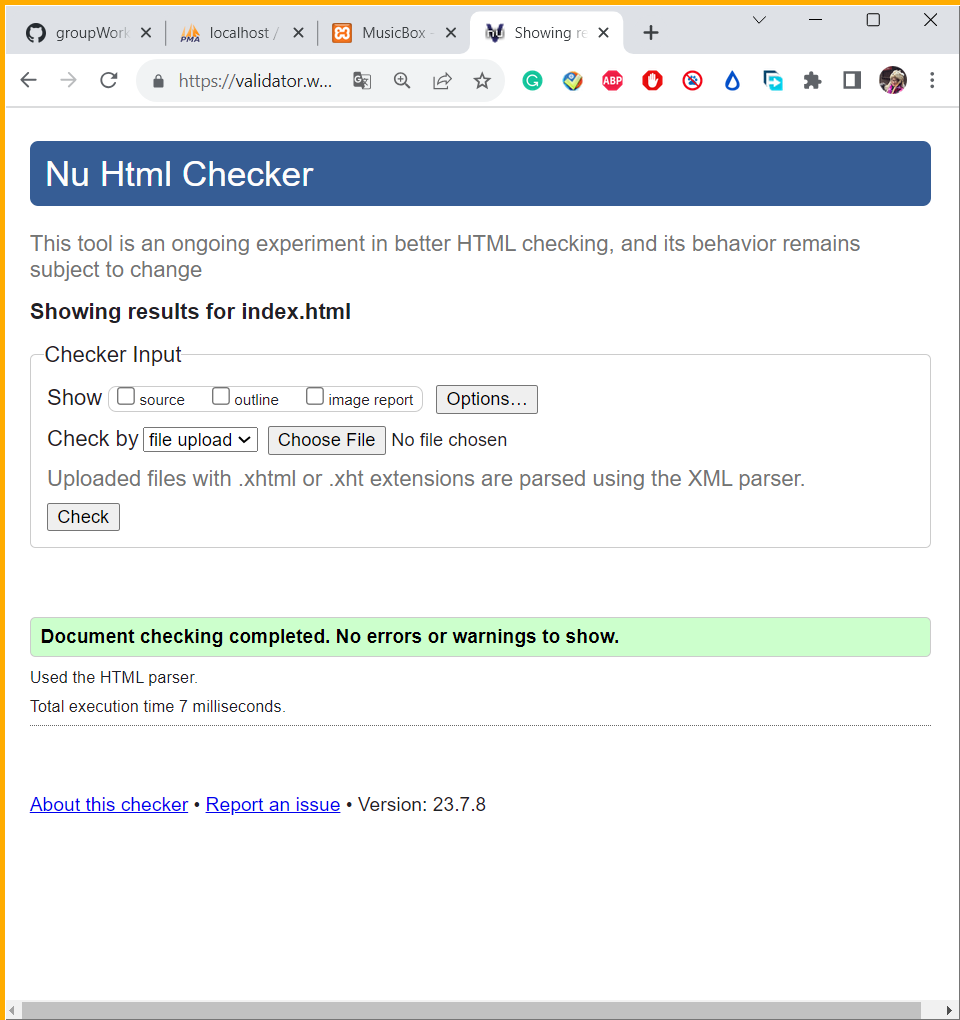 groupWork localhost / MusicBox - Showing re
https://validator.w... ABP
Nu Html Checker
This tool is an ongoing experiment in better HTML checking, and its behavior remains
subject to change
Showing results for index.html
Checker Input
Show source outline image report Options…
Check by file upload Choose File No file chosen
Uploaded files with .xhtml or .xht extensions are parsed using the XML parser.
Check
Document checking completed. No errors or warnings to show.
Used the HTML parser.
Total execution time 7 milliseconds.
About this checker • Report an issue • Version: 23.7.8